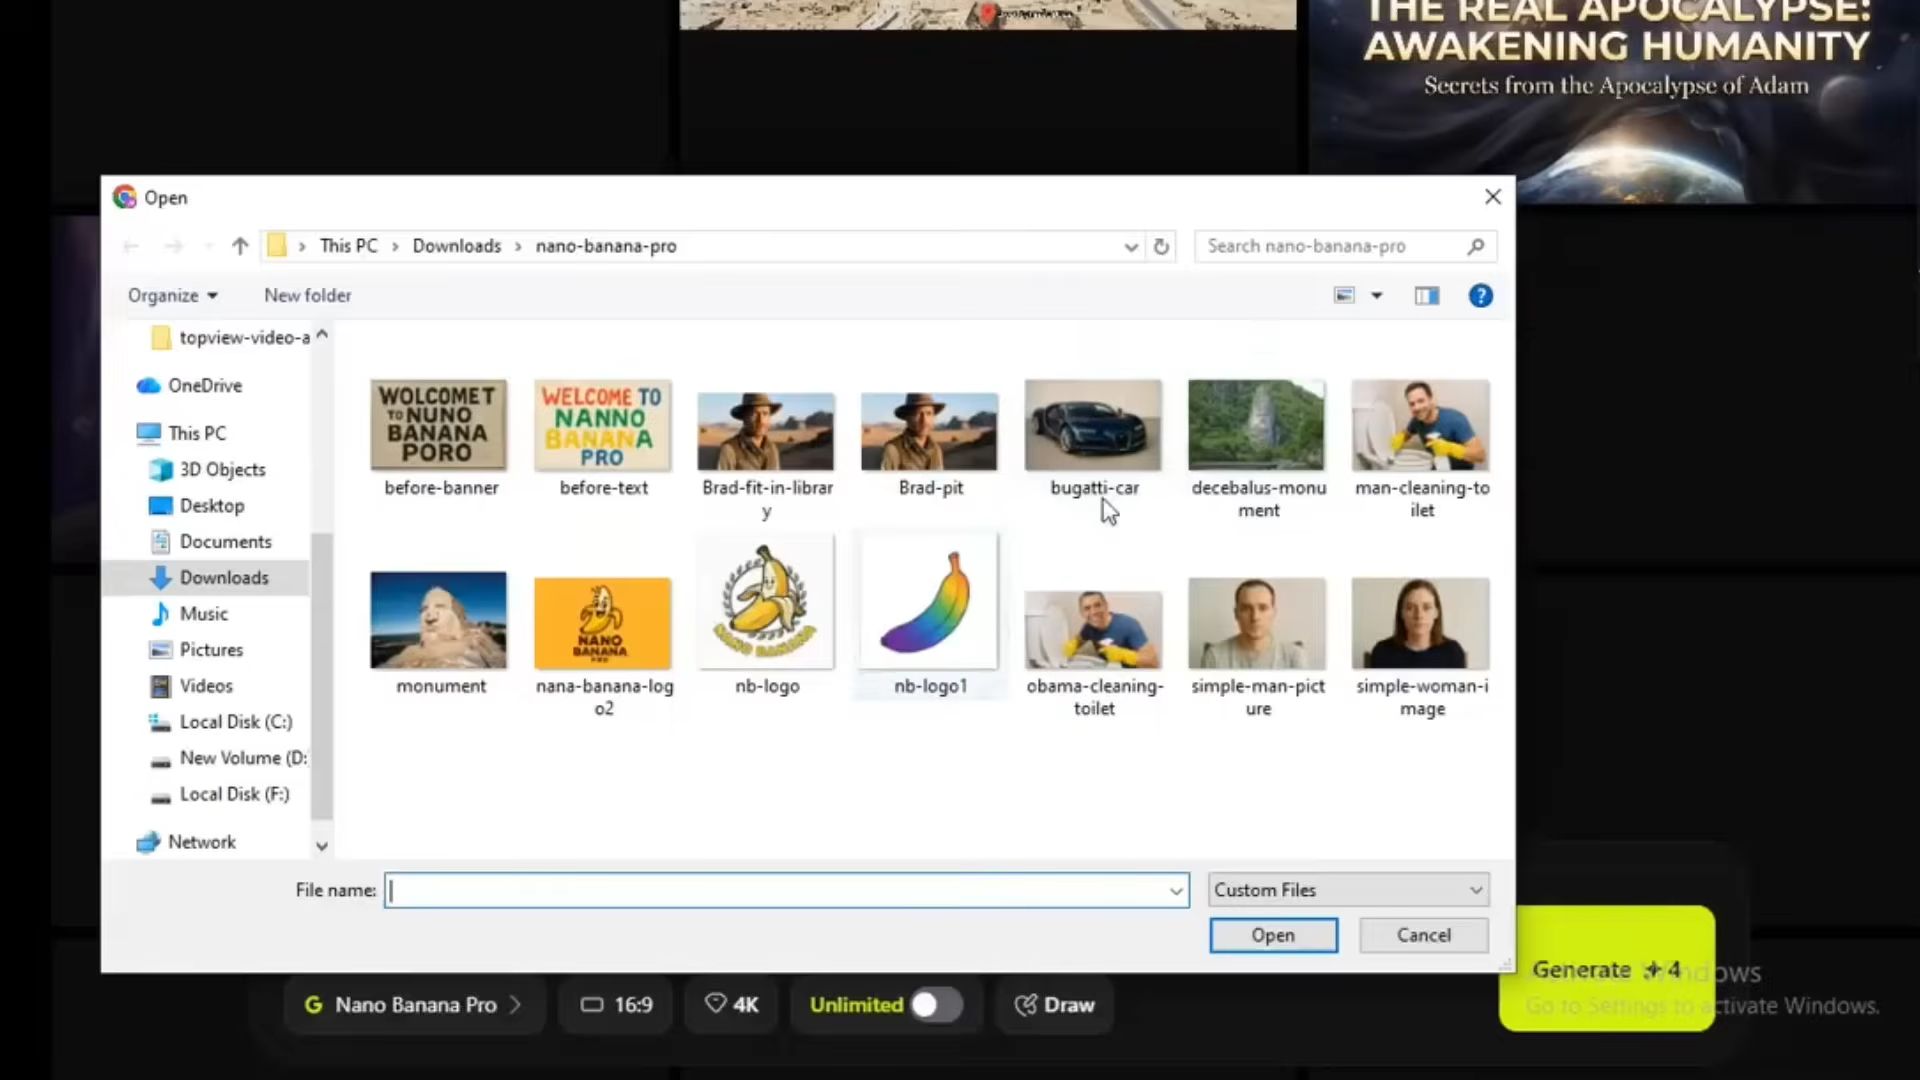 THE REAL APOCALYPSE:
AWAKENING HUMANITY
Secrets from the Apocalypse of Adam
Open
This PC
Downloads
nano-banana-pro
Search nano-banana-pro
Organize
New folder
topview-video-a
OneDrive
This PC
3D Objects
Desktop
Documents
Downloads
Music
Pictures
Videos
Local Disk (C:)
New Volume (D:
Local Disk (F:)
Network
WOLCOMET
TO NUNO
BANANA
PORO
before-banner
WELCOME TO
NANNO
BANANA
PRO
before-text
Brad-fit-in-librar
y
Brad-pit
bugatti-car
decebalus-monu
ment
man-cleaning-to
ilet
monument
NANO
BANANA
PRO
nana-banana-log
o2
NANO BANANA
nb-logo
nb-logo1
obama-cleaning-
toilet
simple-man-pict
ure
simple-woman-i
mage
File name:
Custom Files
Open
Cancel
G Nano Banana Pro
16:9
4K
Unlimited
Draw
Generate 4
Activate Windows
Go to Settings to activate Windows.